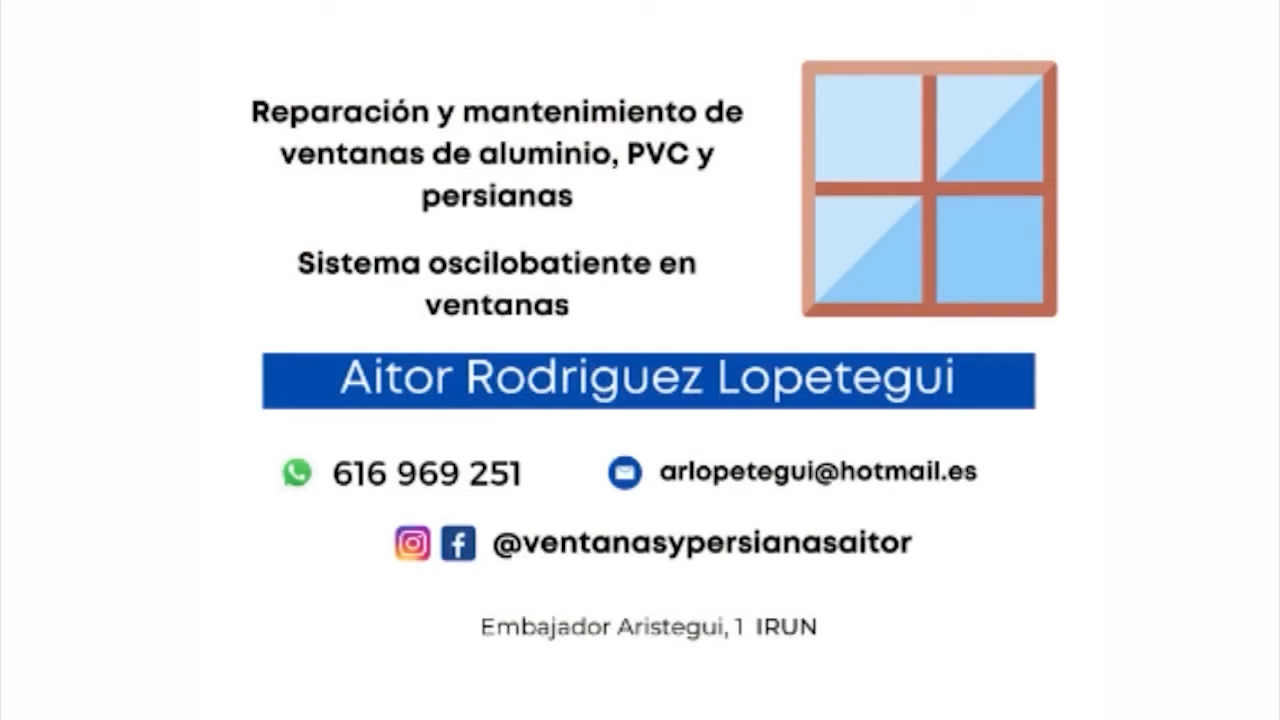 Reparación y mantenimiento de
ventanas de aluminio, PVC y
persianas
Sistema oscilobatiente en
ventanas
Aitor Rodriguez Lopetegui
616 969 251
arlopetegui@hotmail.es
@ventanasypersianasaitor
Embajador Aristegui, 1 IRUN